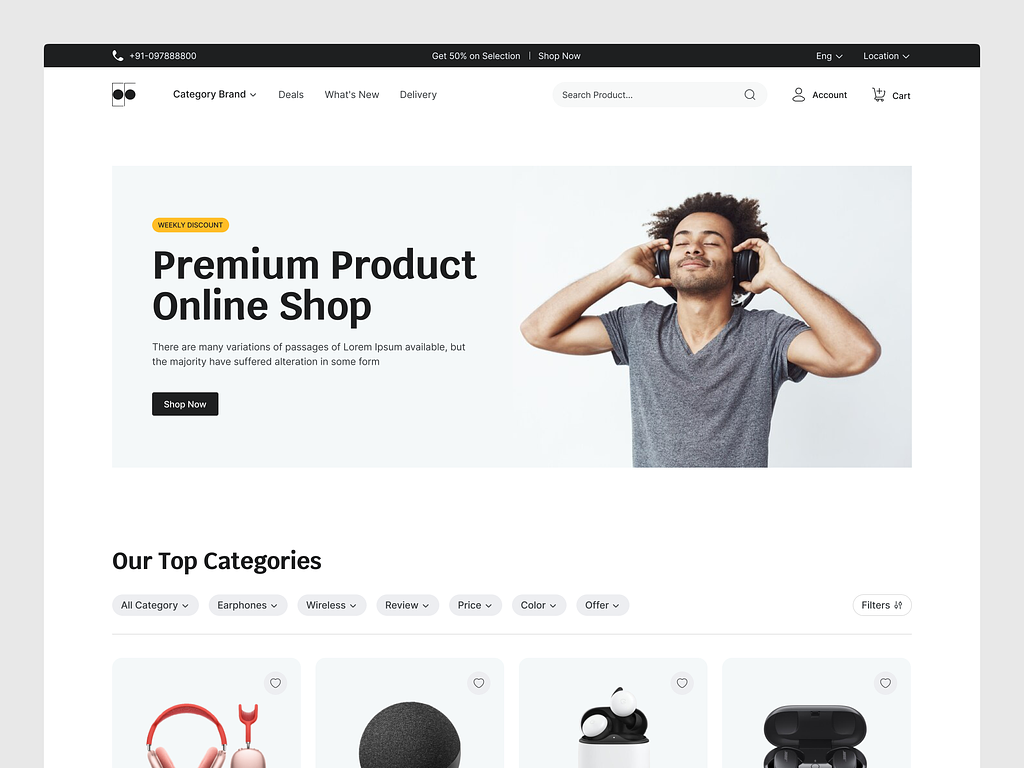 +91-097888800
Get 50% on Selection | Shop Now
Eng
Location
Category Brand
Deals
What's New
Delivery
Search Product...
Account
Cart
WEEKLY DISCOUNT
Premium Product
Online Shop
There are many variations of passages of Lorem Ipsum available, but
the majority have suffered alteration in some form
Shop Now
Our Top Categories
All Category
Earphones
Wireless
Review
Price
Color
Offer
Filters